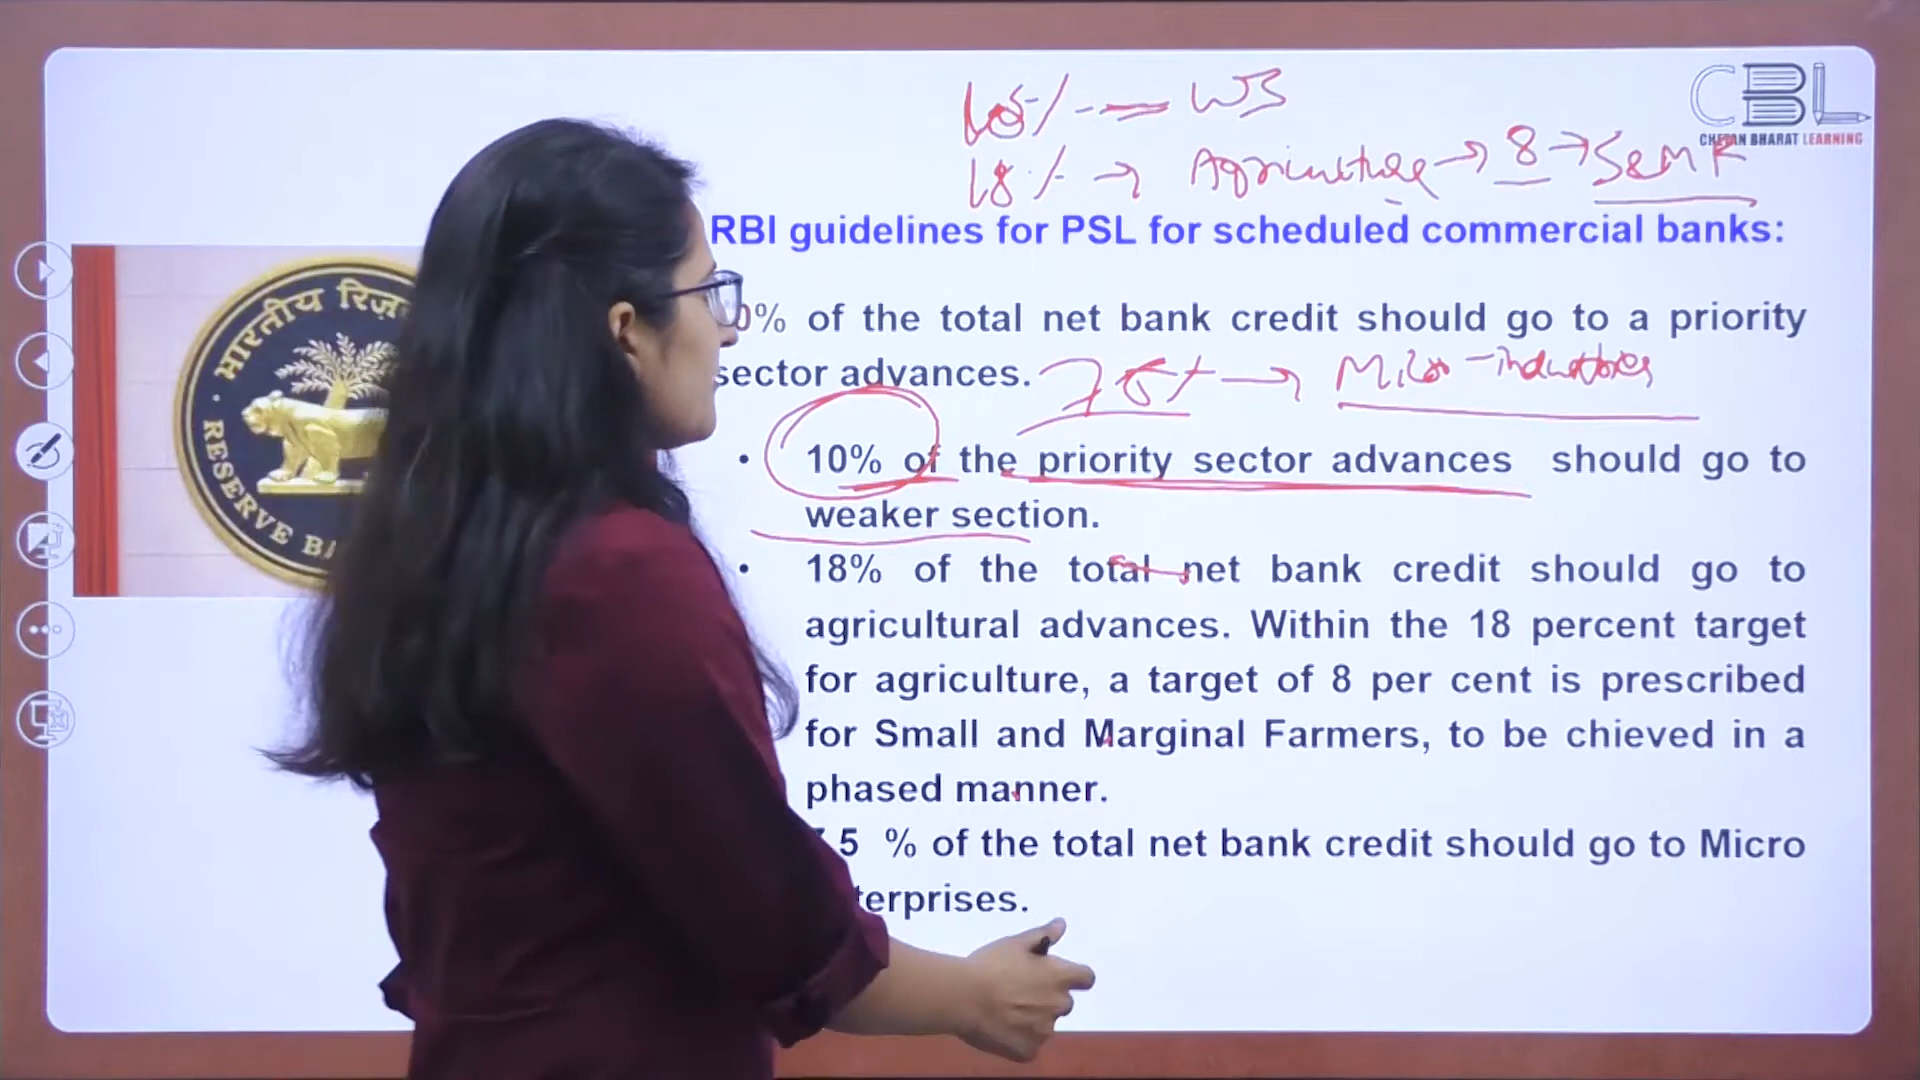 → WS
18% → Agriculture → 8 → S&MF
CBL
CHETAN BHARAT LEARNING
RBI guidelines for PSL for scheduled commercial banks:
0% of the total net bank credit should go to a priority
sector advances. 7.5% → Micro-industries
• 10% of the priority sector advances should go to
weaker section.
• 18% of the total net bank credit should go to
agricultural advances. Within the 18 percent target
for agriculture, a target of 8 per cent is prescribed
for Small and Marginal Farmers, to be chieved in a
phased manner.
.5 % of the total net bank credit should go to Micro
terprises.
भारतीय रिज़
RESERVE BA